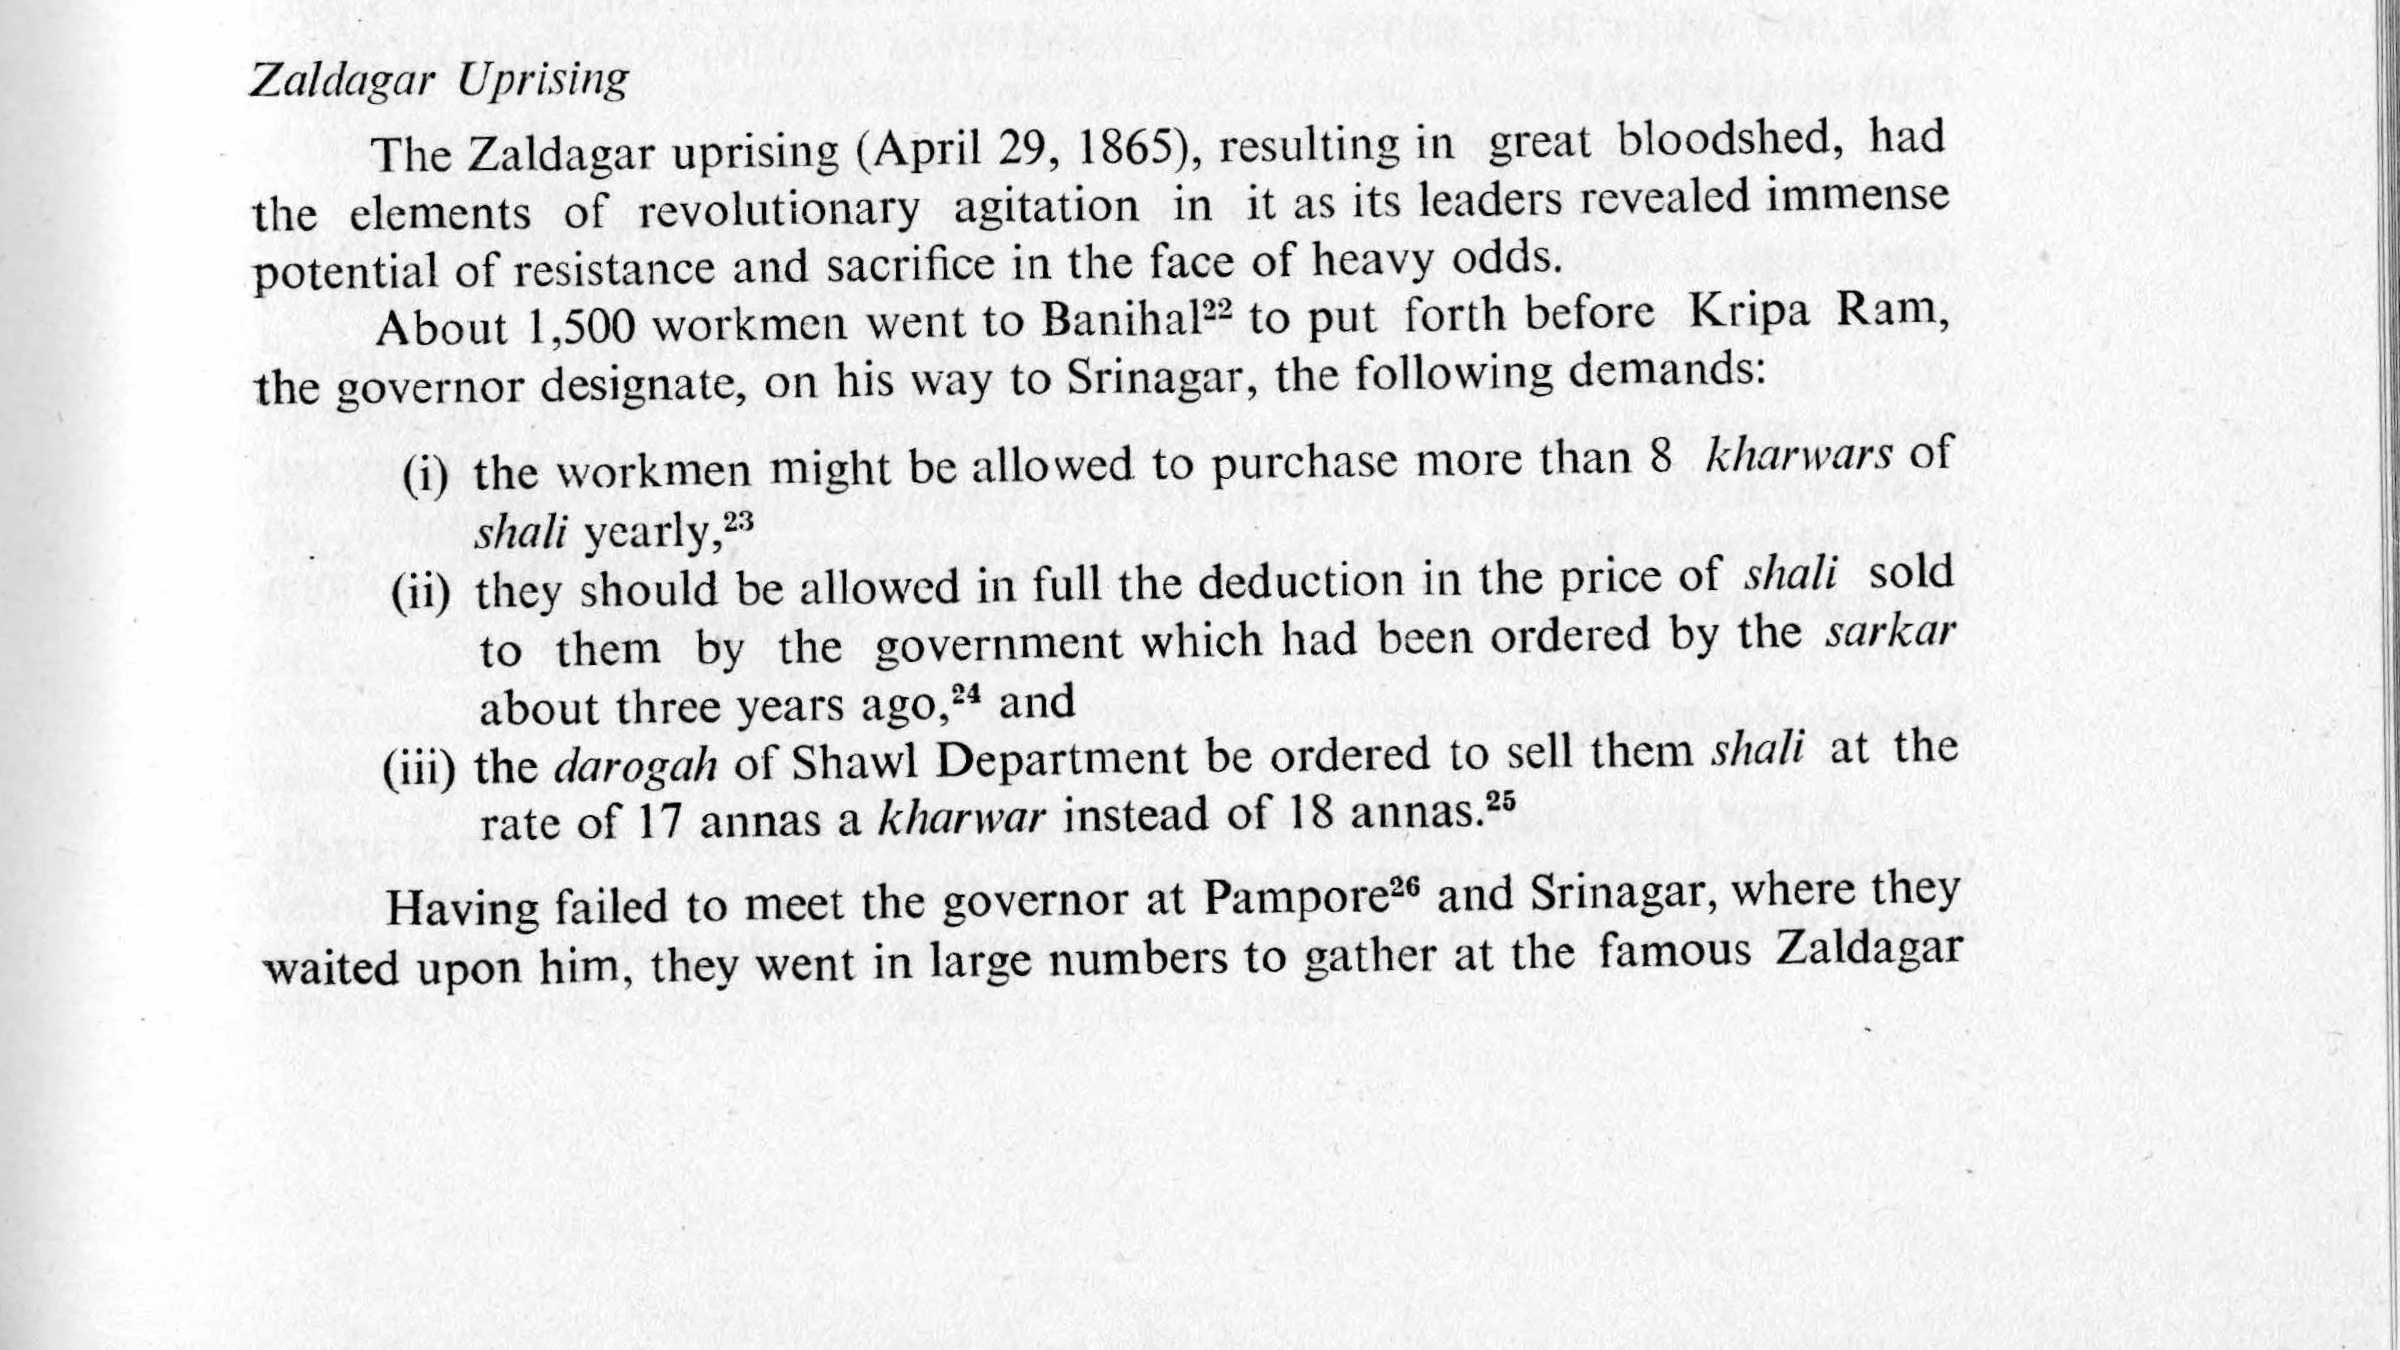 Zaldagar Uprising
The Zaldagar uprising (April 29, 1865), resulting in great bloodshed, had
the elements of revolutionary agitation in it as its leaders revealed immense
potential of resistance and sacrifice in the face of heavy odds.
About 1,500 workmen went to Banihal²² to put forth before Kripa Ram,
the governor designate, on his way to Srinagar, the following demands:
(i) the workmen might be allowed to purchase more than 8 kharwars of
shali yearly,²³
(ii) they should be allowed in full the deduction in the price of shali sold
to them by the government which had been ordered by the sarkar
about three years ago,²⁴ and
(iii) the darogah of Shawl Department be ordered to sell them shali at the
rate of 17 annas a kharwar instead of 18 annas.²⁵
Having failed to meet the governor at Pampore²⁶ and Srinagar, where they
waited upon him, they went in large numbers to gather at the famous Zaldagar